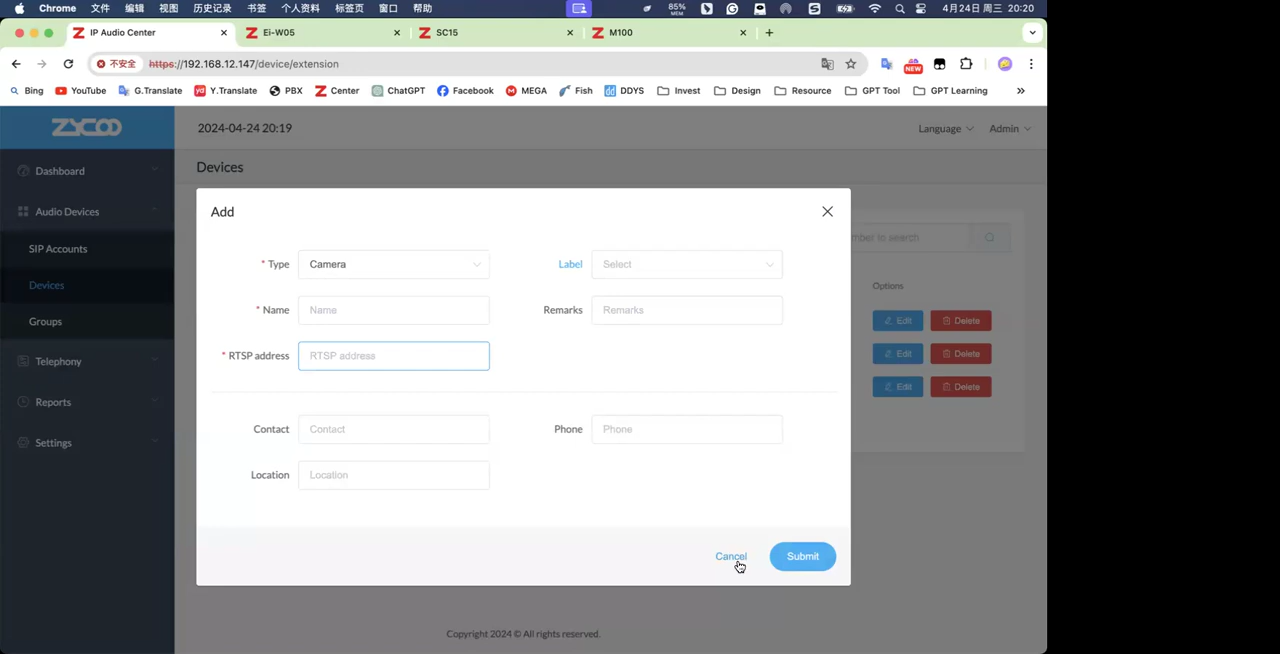 Chrome 文件 编辑 视图 历史记录 书签 个人资料 标签页 窗口 帮助 85% MEM 4月24日 周三 20:20
IP Audio Center Ei-W05 SC15 M100
不安全 https://192.168.12.147/device/extension NEW
Bing YouTube G.Translate Y.Translate PBX Center ChatGPT Facebook MEGA Fish DDYS Invest Design Resource GPT Tool GPT Learning
ZYCOO 2024-04-24 20:19 Language Admin
Dashboard
Audio Devices
SIP Accounts
Devices
Groups
Telephony
Reports
Settings
Devices
to search
Options
Edit Delete
Edit Delete
Edit Delete
Add
* Type Camera Label Select
* Name Name Remarks Remarks
* RTSP address RTSP address
Contact Contact Phone Phone
Location Location
Cancel Submit
Copyright 2024 © All rights reserved.